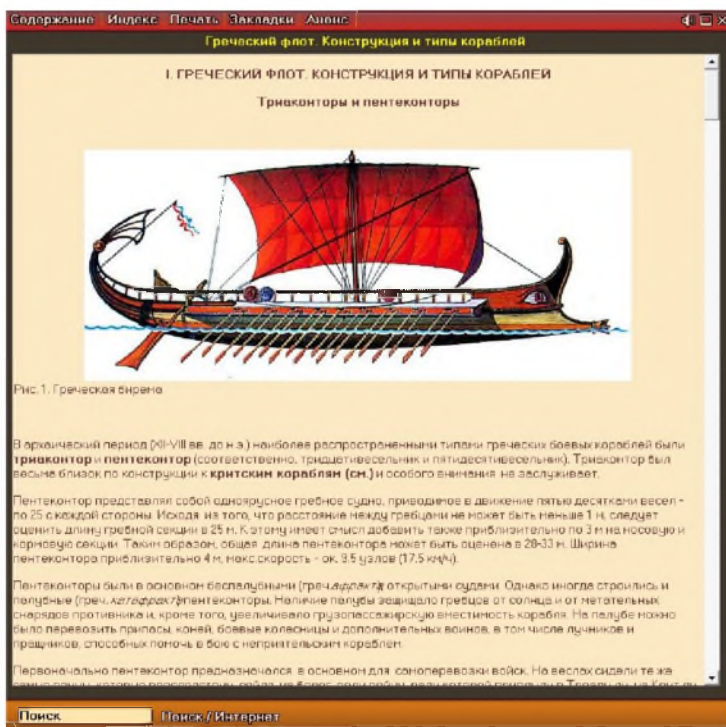 Содержание Индекс Печать Закладки Анонс
Греческий флот. Конструкция и типы кораблей
I. ГРЕЧЕСКИЙ ФЛОТ. КОНСТРУКЦИЯ И ТИПЫ КОРАБЛЕЙ
Триаконторы и пентеконторы
Рис. 1. Греческая бирема
В архаический период (XII-VIII вв. до н.э.) наиболее распространенными типами греческих боевых кораблей были
триаконтор и пентеконтор (соответственно, тридцативесельник и пятидесятивесельник). Триаконтор был
весьма близок по конструкции к критским кораблям (см.) и особого внимания не заслуживает.
Пентеконтор представлял собой одноярусное гребное судно, приводимое в движение пятью десятками весел -
по 25 с каждой стороны. Исходя из того, что расстояние между гребцами не может быть меньше 1 м, следует
оценить длину гребной секции в 25 м. К этому имеет смысл добавить также приблизительно по 3 м на носовую и
кормовую секции. Таким образом, общая длина пентеконтора может быть оценена в 28-33 м. Ширина
пентеконтора приблизительно 4 м, макс.скорость - ок. 9.5 узлов (17.5 км/ч).
Пентеконторы были в основном беспалубными (греч. открытыми судами. Однако иногда строились и
палубные (греч. пентеконторы. Наличие палубы защищало гребцов от солнца и от метательных
снарядов противника и, кроме того, увеличивало грузопассажирскую вместимость корабля. На палубе можно
было перевозить припасы, коней, боевые колесницы и дополнительных воинов, в том числе лучников и
пращников, способных помочь в бою с неприятельским кораблем.
Первоначально пентеконтор предназначался в основном для самоперевозки войск. На веслах сидели те же
Поиск Поиск / Интернет